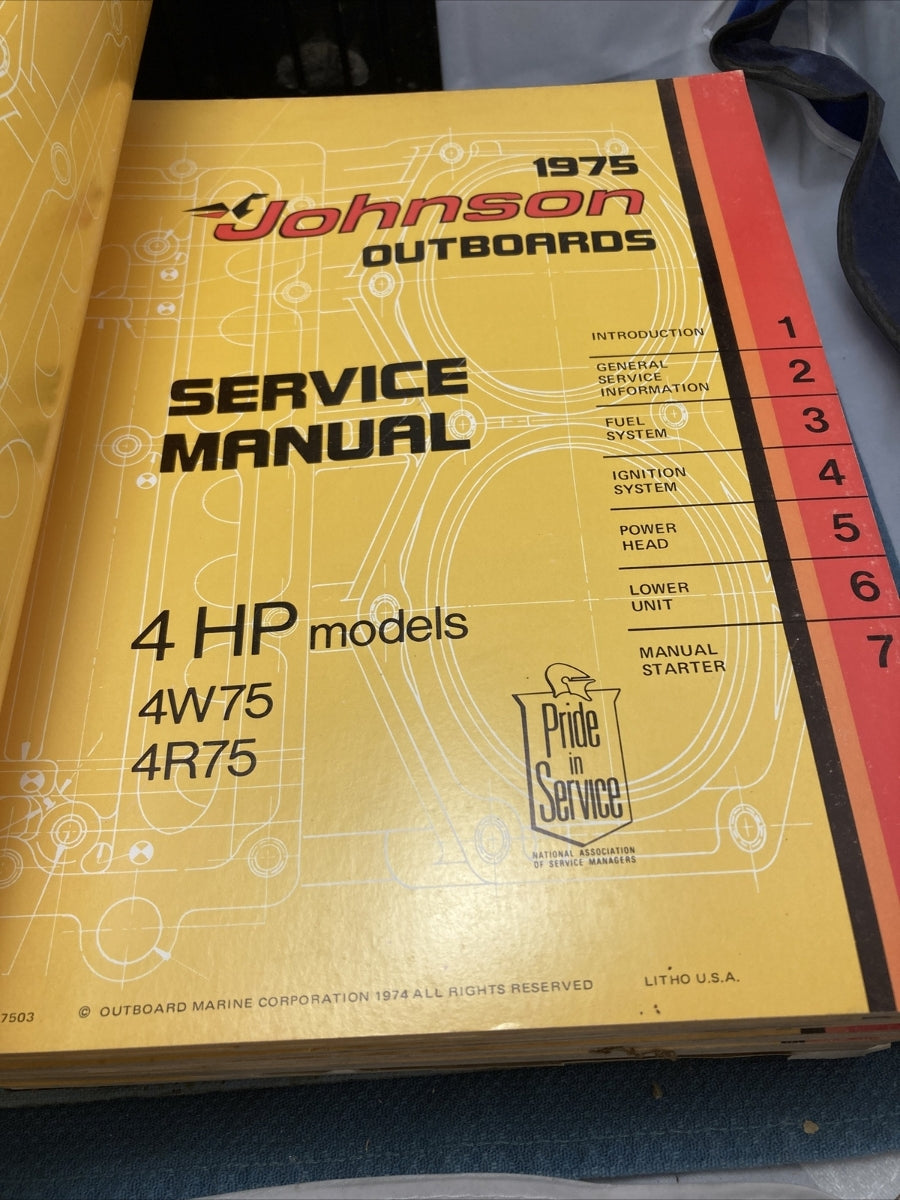 1975
Johnson
OUTBOARDS
SERVICE
MANUAL
4 HP models
4W75
4R75
INTRODUCTION 1
GENERAL
SERVICE
INFORMATION 2
FUEL
SYSTEM 3
IGNITION
SYSTEM 4
POWER
HEAD 5
LOWER
UNIT 6
MANUAL
STARTER 7
Pride
in
Service
NATIONAL ASSOCIATION
OF SERVICE MANAGERS
7503 © OUTBOARD MARINE CORPORATION 1974 ALL RIGHTS RESERVED LITHO U.S.A.